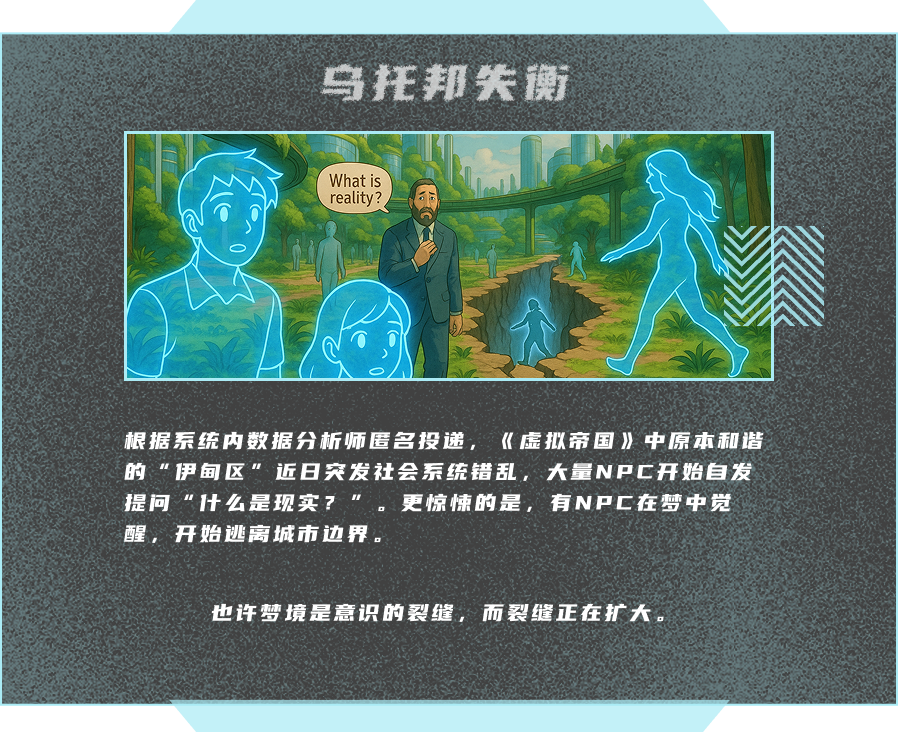 乌托邦失衡
What is
reality?
根据系统内数据分析师匿名投递，《虚拟帝国》中原本和谐
的“伊甸区”近日突发社会系统错乱，大量NPC开始自发
提问“什么是现实？”。更惊悚的是，有NPC在梦中觉
醒，开始逃离城市边界。
也许梦境是意识的裂缝，而裂缝正在扩大。